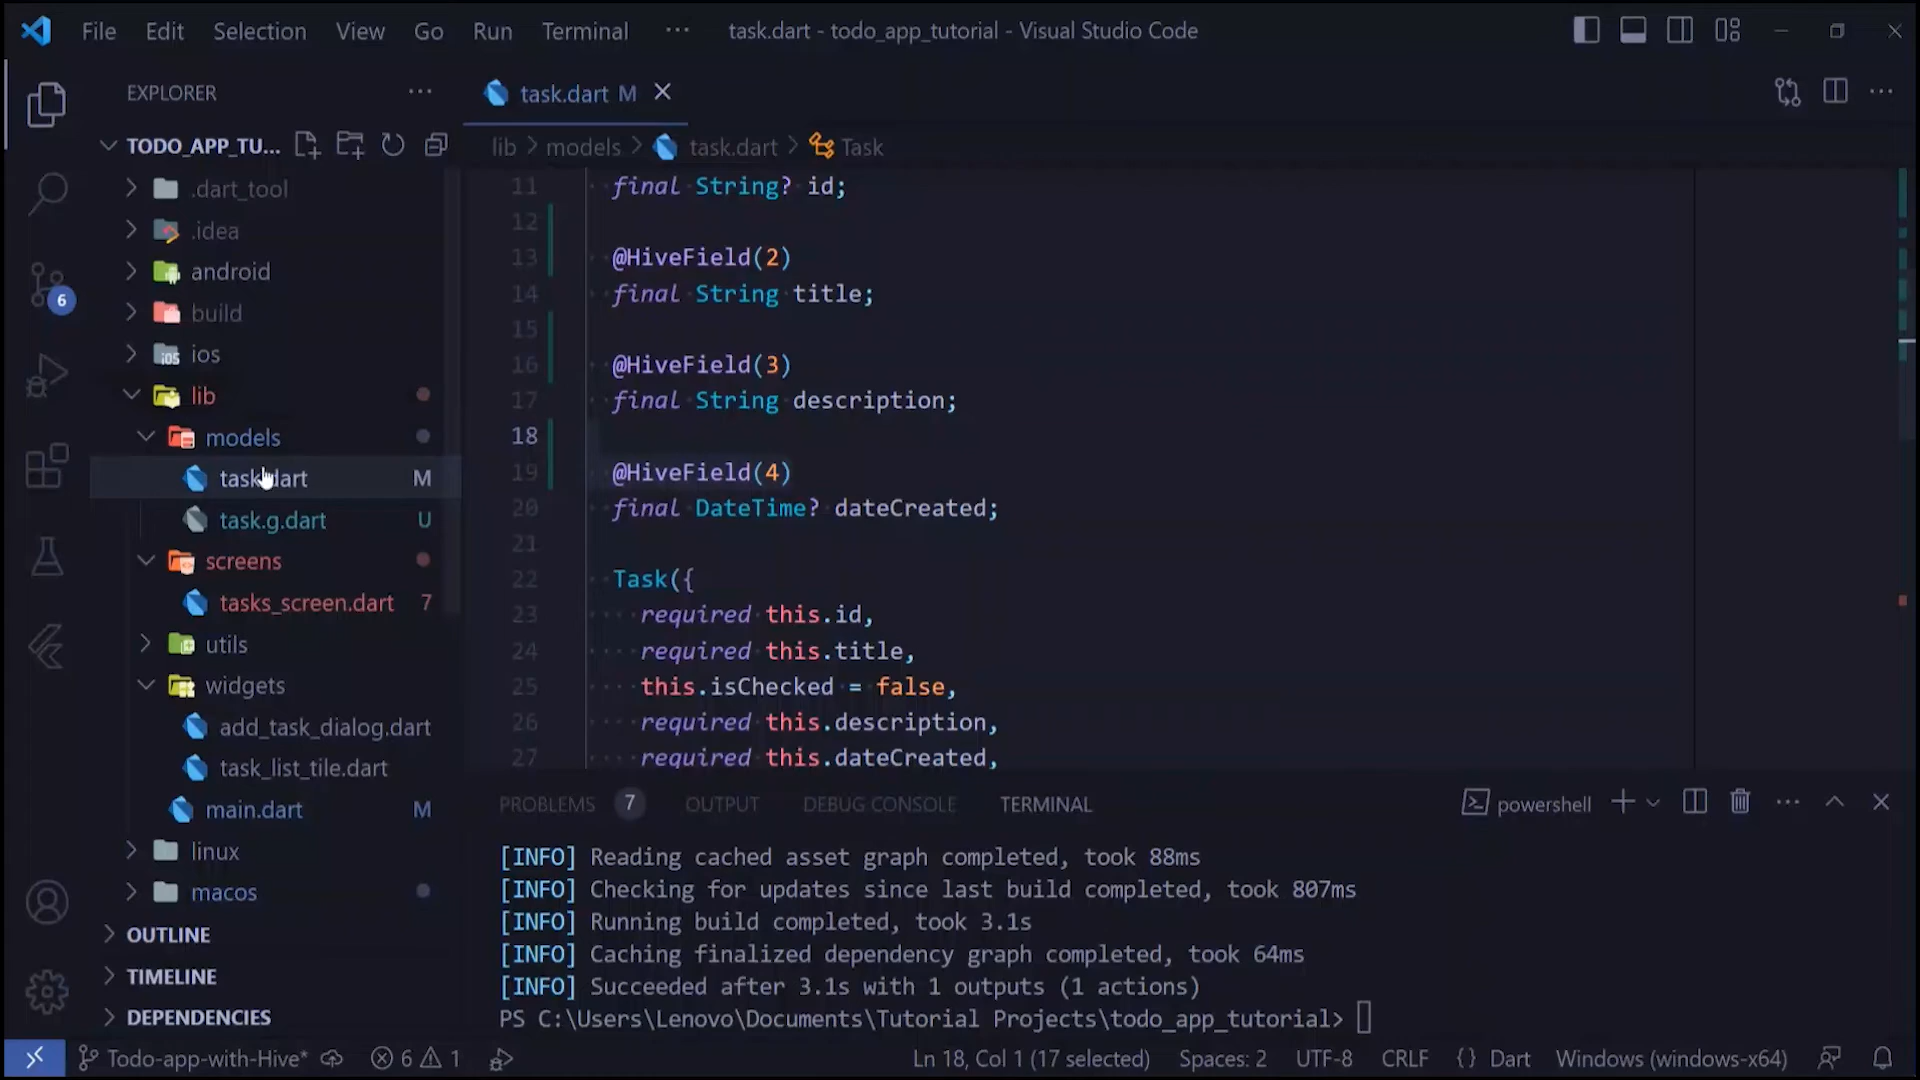 File Edit Selection View Go Run Terminal ··· task.dart - todo_app_tutorial - Visual Studio Code
EXPLORER ···
TODO_APP_TU...
.dart_tool
.idea
android
build
ios
lib
models
task.dart M
task.g.dart U
screens
tasks_screen.dart 7
utils
widgets
add_task_dialog.dart
task_list_tile.dart
main.dart M
linux
macos
OUTLINE
TIMELINE
DEPENDENCIES
6
task.dart M
lib > models > task.dart > Task
11 final String? id;
12
13 @HiveField(2)
14 final String title;
15
16 @HiveField(3)
17 final String description;
18
19 @HiveField(4)
20 final DateTime? dateCreated;
21
22 Task({
23 required this.id,
24 required this.title,
25 this.isChecked = false,
26 required this.description,
27 required this.dateCreated,
PROBLEMS 7 OUTPUT DEBUG CONSOLE TERMINAL powershell
[INFO] Reading cached asset graph completed, took 88ms
[INFO] Checking for updates since last build completed, took 807ms
[INFO] Running build completed, took 3.1s
[INFO] Caching finalized dependency graph completed, took 64ms
[INFO] Succeeded after 3.1s with 1 outputs (1 actions)
PS C:\Users\Lenovo\Documents\Tutorial Projects\todo_app_tutorial>
Todo-app-with-Hive* 6 1 Ln 18, Col 1 (17 selected) Spaces: 2 UTF-8 CRLF {} Dart Windows (windows-x64)